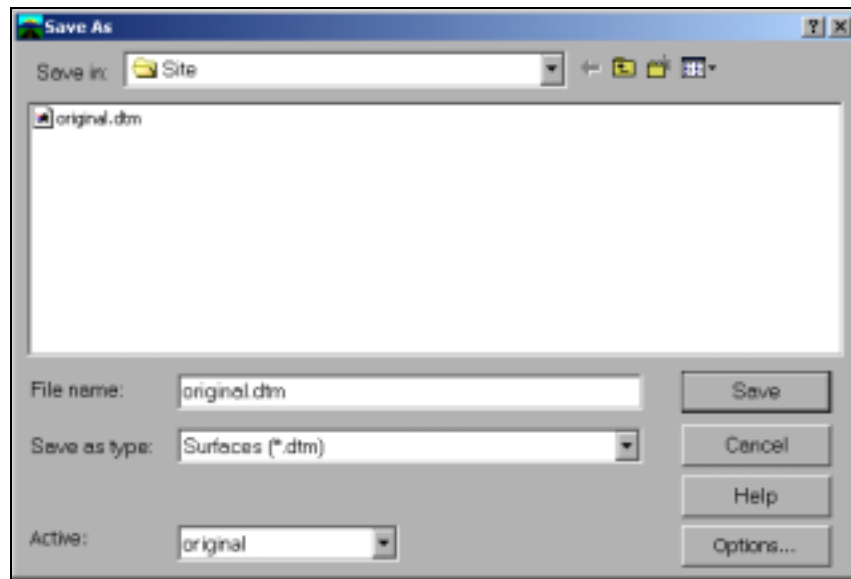 Save As
Save in: Site
original.dtm
File name: original.dtm Save
Save as type: Surfaces (*.dtm) Cancel
Help
Active: original Options...